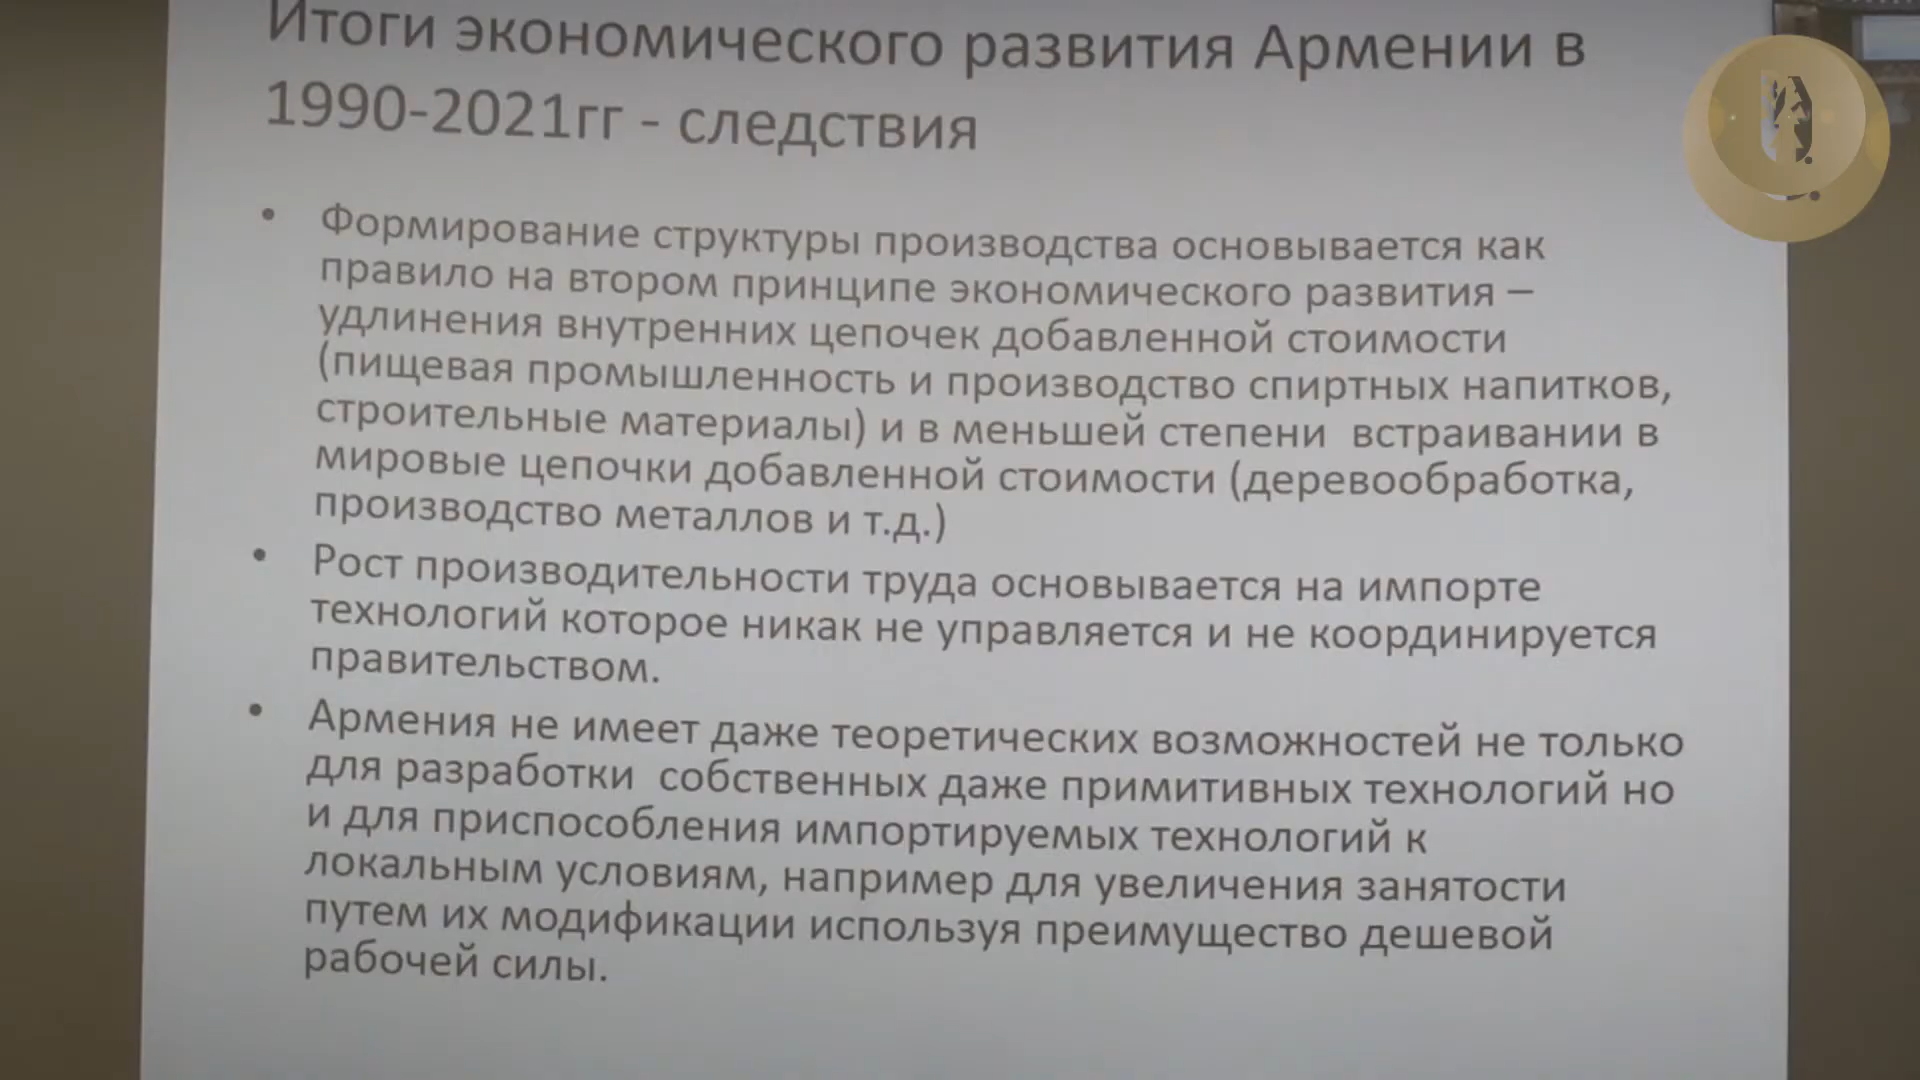 Итоги экономического развития Армении в
1990-2021гг - следствия
• Формирование структуры производства основывается как
правило на втором принципе экономического развития –
удлинения внутренних цепочек добавленной стоимости
(пищевая промышленность и производство спиртных напитков,
строительные материалы) и в меньшей степени встраивании в
мировые цепочки добавленной стоимости (деревообработка,
производство металлов и т.д.)
• Рост производительности труда основывается на импорте
технологий которое никак не управляется и не координируется
правительством.
• Армения не имеет даже теоретических возможностей не только
для разработки собственных даже примитивных технологий но
и для приспособления импортируемых технологий к
локальным условиям, например для увеличения занятости
путем их модификации используя преимущество дешевой
рабочей силы.